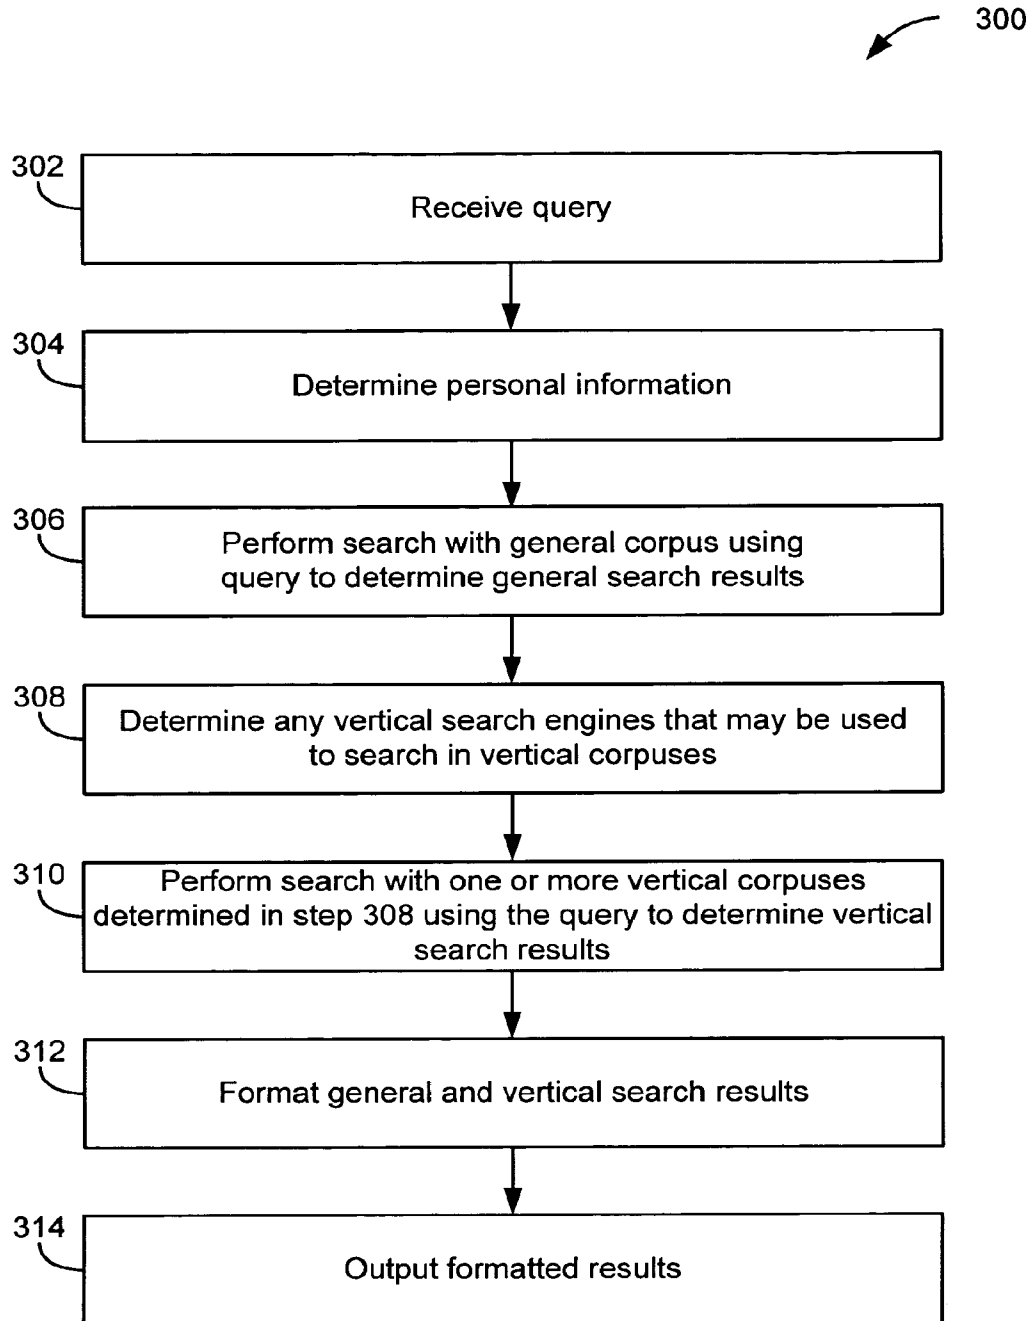 300
302
Receive query
304
Determine personal information
306
Perform search with general corpus using
query to determine general search results
308
Determine any vertical search engines that may be used
to search in vertical corpuses
310
Perform search with one or more vertical corpuses
determined in step 308 using the query to determine vertical
search results
312
Format general and vertical search results
314
Output formatted results